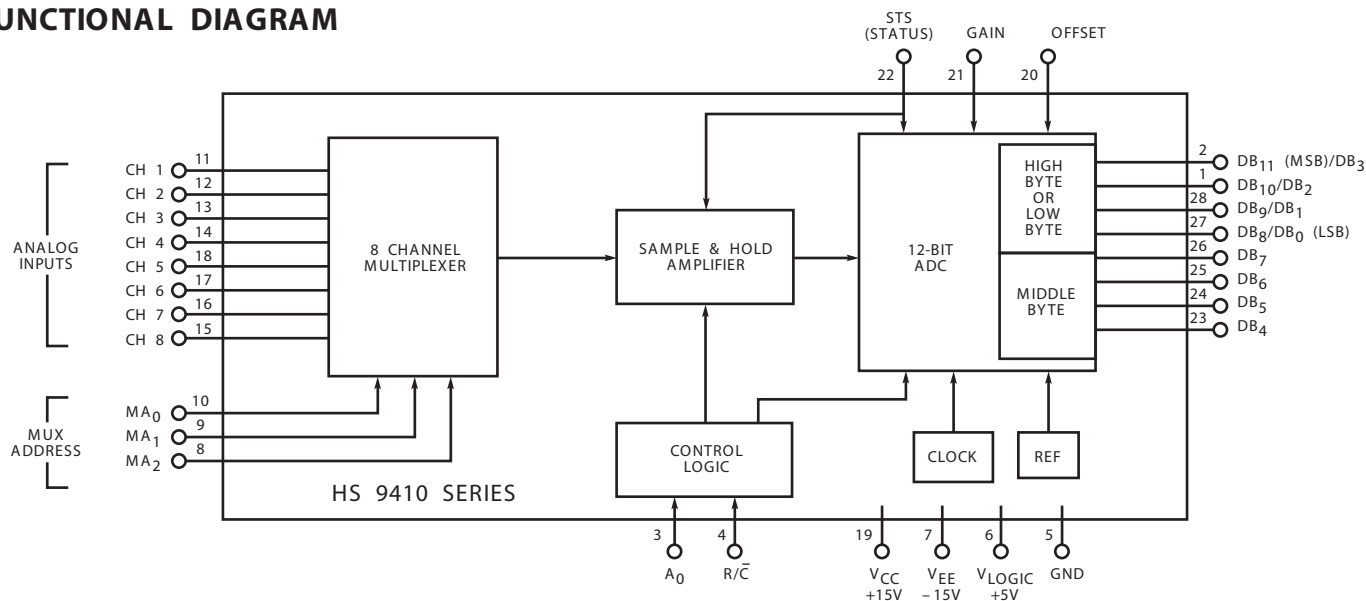 UNCTIONAL DIAGRAM
STS
(STATUS)
GAIN
OFFSET
22
21
20
ANALOG
INPUTS
CH 1
11
CH 2
12
CH 3
13
CH 4
14
CH 5
18
CH 6
17
CH 7
16
CH 8
15
8 CHANNEL
MULTIPLEXER
SAMPLE & HOLD
AMPLIFIER
12-BIT
ADC
HIGH
BYTE
OR
LOW
BYTE
MIDDLE
BYTE
2
DB11 (MSB)/DB3
1
DB10/DB2
28
DB9/DB1
27
DB8/DB0 (LSB)
26
DB7
25
DB6
24
DB5
23
DB4
MUX
ADDRESS
MA0
10
MA1
9
MA2
8
CONTROL
LOGIC
CLOCK
REF
HS 9410 SERIES
3
4
19
7
6
5
A0
R/C̅
VCC
+15V
VEE
–15V
VLOGIC
+5V
GND